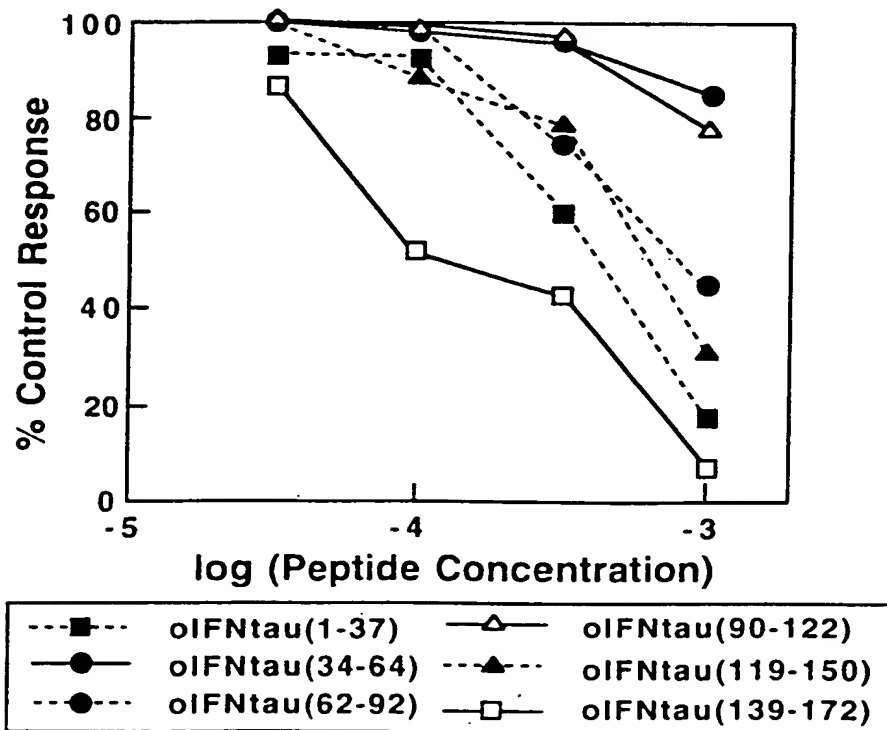 100
80
60
40
20
0
% Control Response
-5 -4 -3
log (Peptide Concentration)
oIFNtau(1-37)
oIFNtau(34-64)
oIFNtau(62-92)
oIFNtau(90-122)
oIFNtau(119-150)
oIFNtau(139-172)